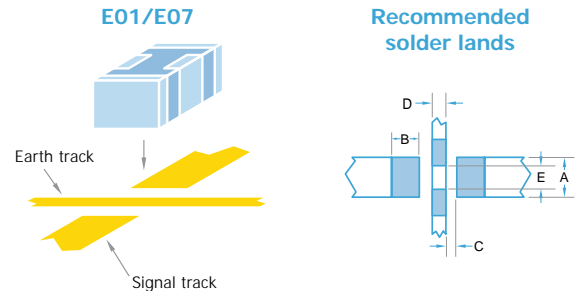 E01/E07
Earth track
Signal track
Recommended
solder lands
D
B
E
A
C